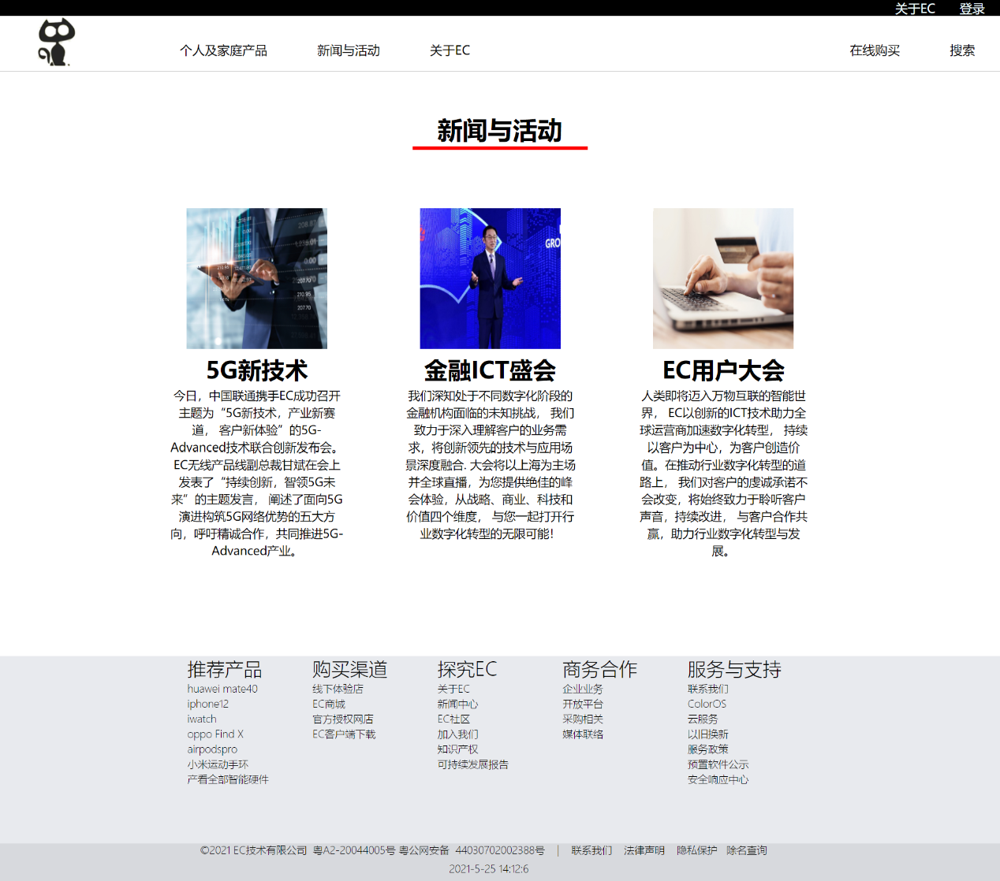 关于EC 登录
个人及家庭产品 新闻与活动 关于EC 在线购买 搜索
新闻与活动
GRO
5G新技术
今日，中国联通携手EC成功召开
主题为“5G新技术，产业新赛
道， 客户新体验”的5G-
Advanced技术联合创新发布会。
EC无线产品线副总裁甘斌在会上
发表了“持续创新，智领5G未
来”的主题发言， 阐述了面向5G
演进构筑5G网络优势的五大方
向，呼吁精诚合作，共同推进5G-
Advanced产业。
金融ICT盛会
我们深知处于不同数字化阶段的
金融机构面临的未知挑战， 我们
致力于深入理解客户的业务需
求，将创新领先的技术与应用场
景深度融合. 大会将以上海为主场
并全球直播，为您提供绝佳的峰
会体验，从战略、商业、科技和
价值四个维度， 与您一起打开行
业数字化转型的无限可能！
EC用户大会
人类即将迈入万物互联的智能世
界， EC以创新的ICT技术助力全
球运营商加速数字化转型， 持续
以客户为中心，为客户创造价
值。在推动行业数字化转型的道
路上， 我们对客户的虔诚承诺不
会改变，将始终致力于聆听客户
声音，持续改进， 与客户合作共
赢，助力行业数字化转型与发
展。
推荐产品
huawei mate40
iphone12
iwatch
oppo Find X
airpodspro
小米运动手环
产看全部智能硬件
购买渠道
线下体验店
EC商城
官方授权网店
EC客户端下载
探究EC
关于EC
新闻中心
EC社区
加入我们
知识产权
可持续发展报告
商务合作
企业业务
开放平台
采购相关
媒体联络
服务与支持
联系我们
ColorOS
云服务
以旧换新
服务政策
预置软件公示
安全响应中心
©2021 EC技术有限公司 粤A2-20044005号 粤公网安备 44030702002388号 | 联系我们 法律声明 隐私保护 除名查询
2021-5-25 14:12:6